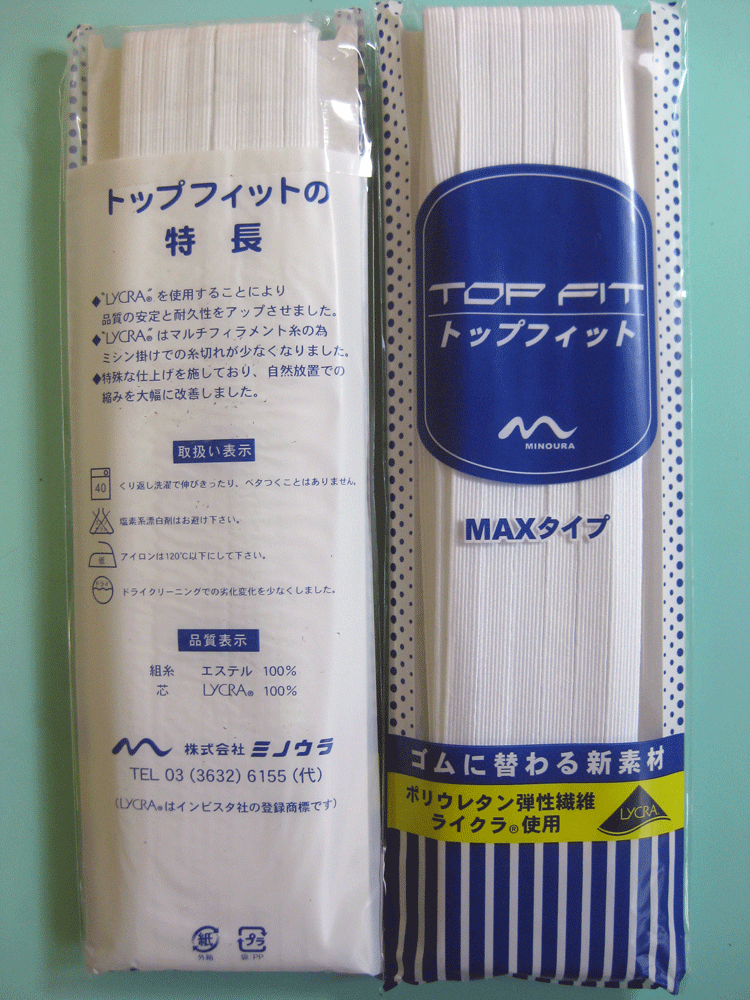 トップフィットの
特長
◆"LYCRA®"を使用することにより
品質の安定と耐久性をアップさせました。
◆"LYCRA®"はマルチフィラメント糸の為
ミシン掛けでの糸切れが少なくなりました。
◆特殊な仕上げを施しており、自然放置での
縮みを大幅に改善しました。
取扱い表示
40
くり返し洗濯で伸びきったり、ベタつくことはありません。
塩素系漂白剤はお避け下さい。
低
アイロンは120℃以下にして下さい。
ドライ
ドライクリーニングでの劣化変化を少なくしました。
品質表示
組糸 エステル 100%
芯 LYCRA® 100%
株式会社ミノウラ
TEL 03 (3632) 6155 (代)
(LYCRA®はインビスタ社の登録商標です)
紙
外箱
プラ
袋 PP
TOP FIT
トップフィット
MINOURA
MAXタイプ
ゴムに替わる新素材
ポリウレタン弾性繊維
ライクラ®使用
LYCRA